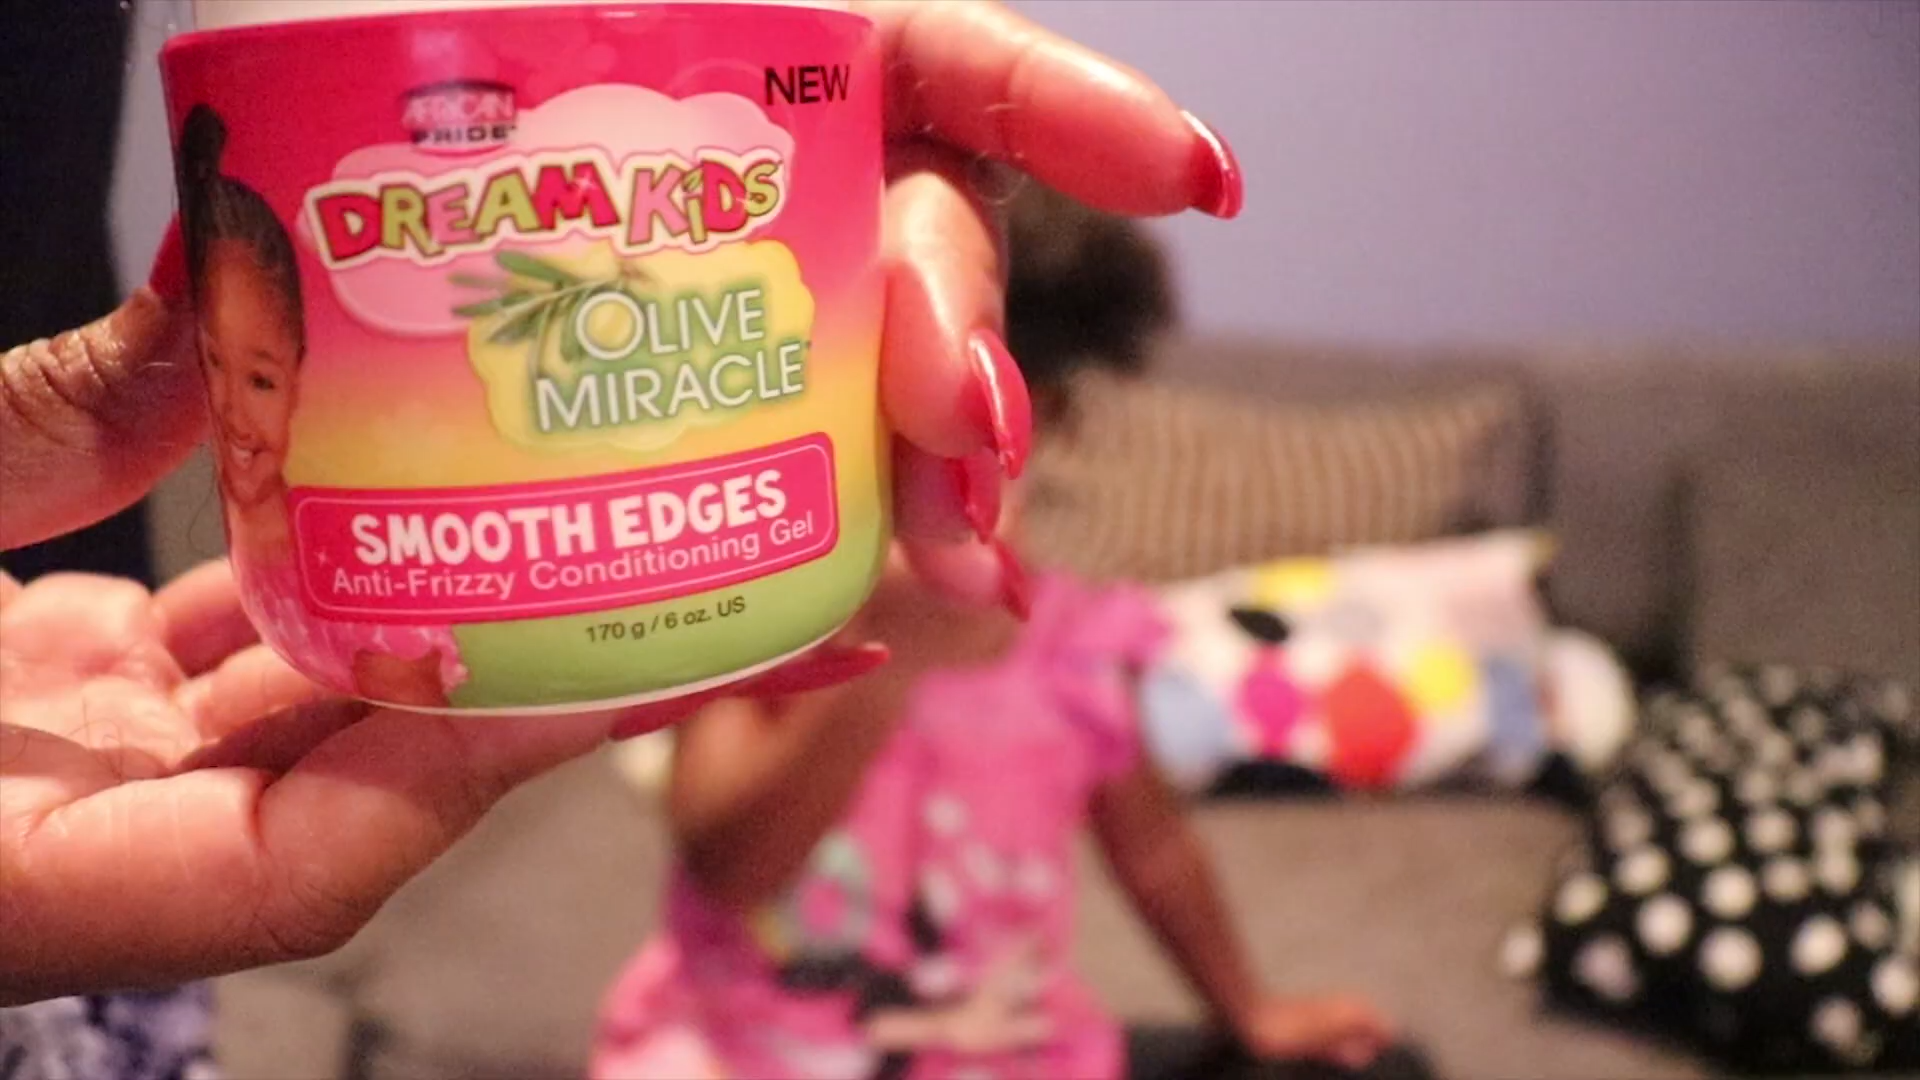 NEW
AFRICAN
PRIDE
DREAM KiDS
OLIVE
MIRACLE
SMOOTH EDGES
Anti-Frizzy Conditioning Gel
170 g / 6 oz. US